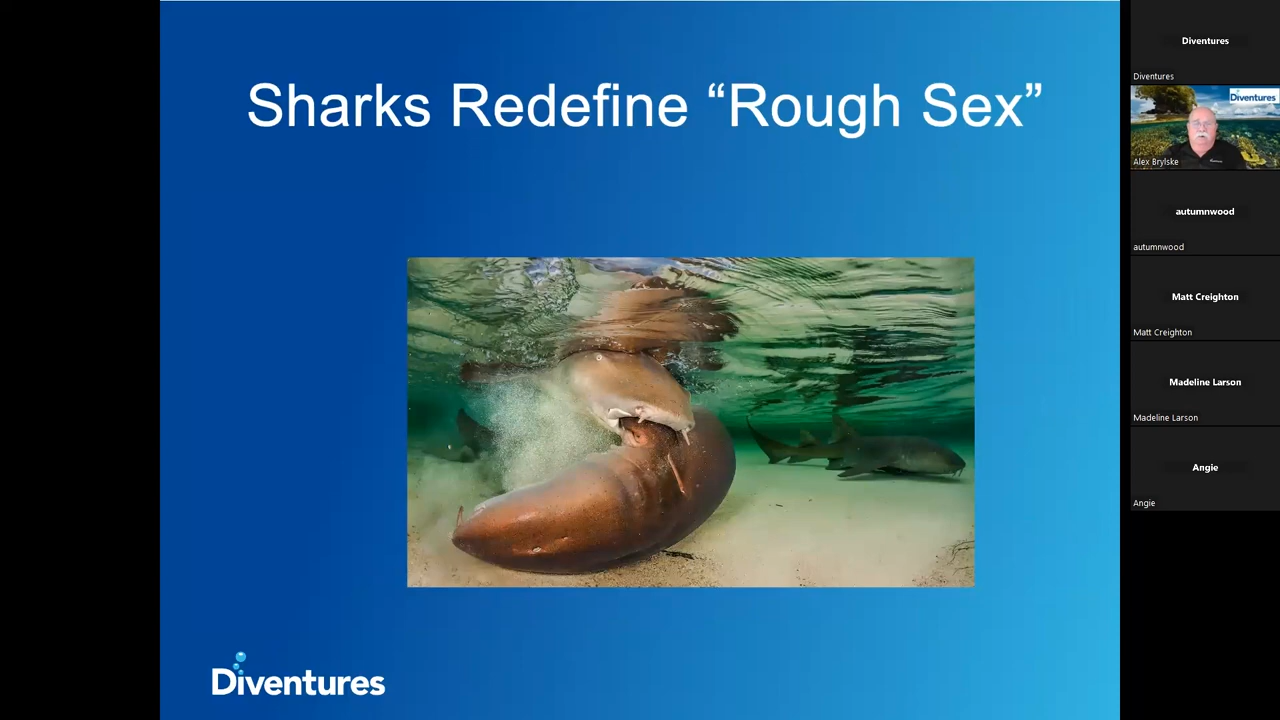 Sharks Redefine “Rough Sex”
Diventures
Diventures
Diventures
Diventures
Alex Brylske
autumnwood
autumnwood
Matt Creighton
Matt Creighton
Madeline Larson
Madeline Larson
Angie
Angie